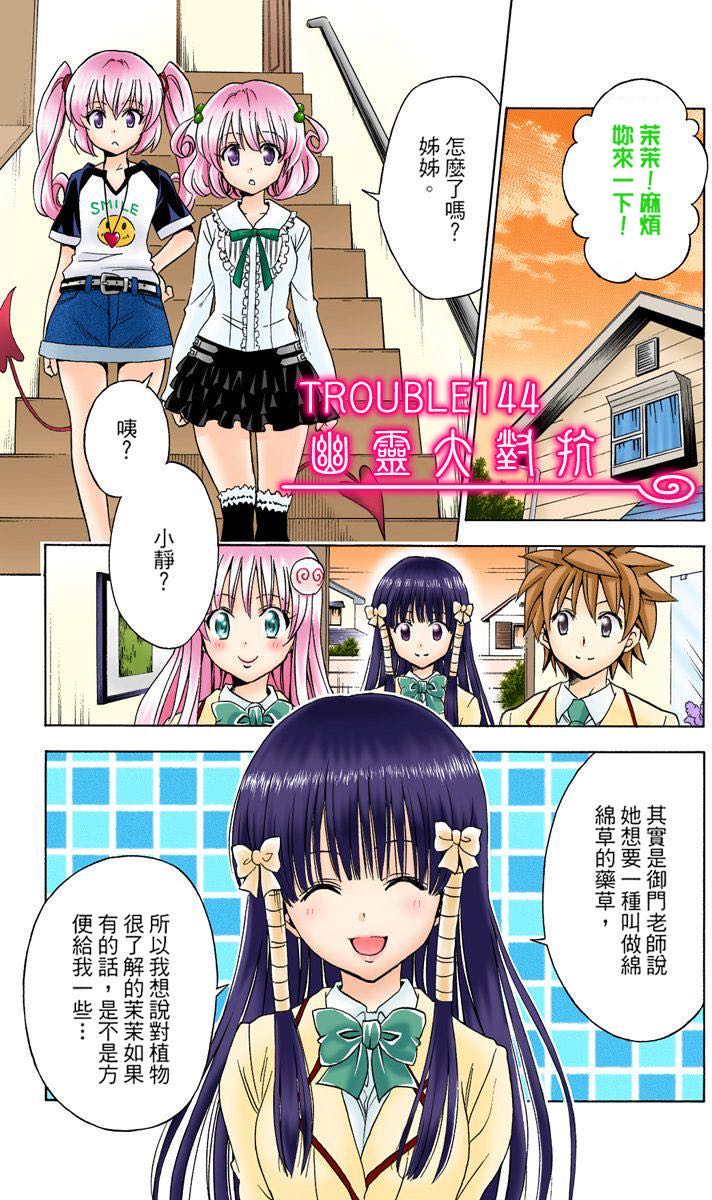 茉茉！麻煩
妳來一下！
怎麼了嗎？
姊姊。
SMILE
TROUBLE144
幽靈大對抗
咦？
小靜？
其實是御門老師說
她想要一種叫做綿
綿草的藥草，
所以我想說對植物
很了解的茉茉如果
有的話，是不是方
便給我一些…